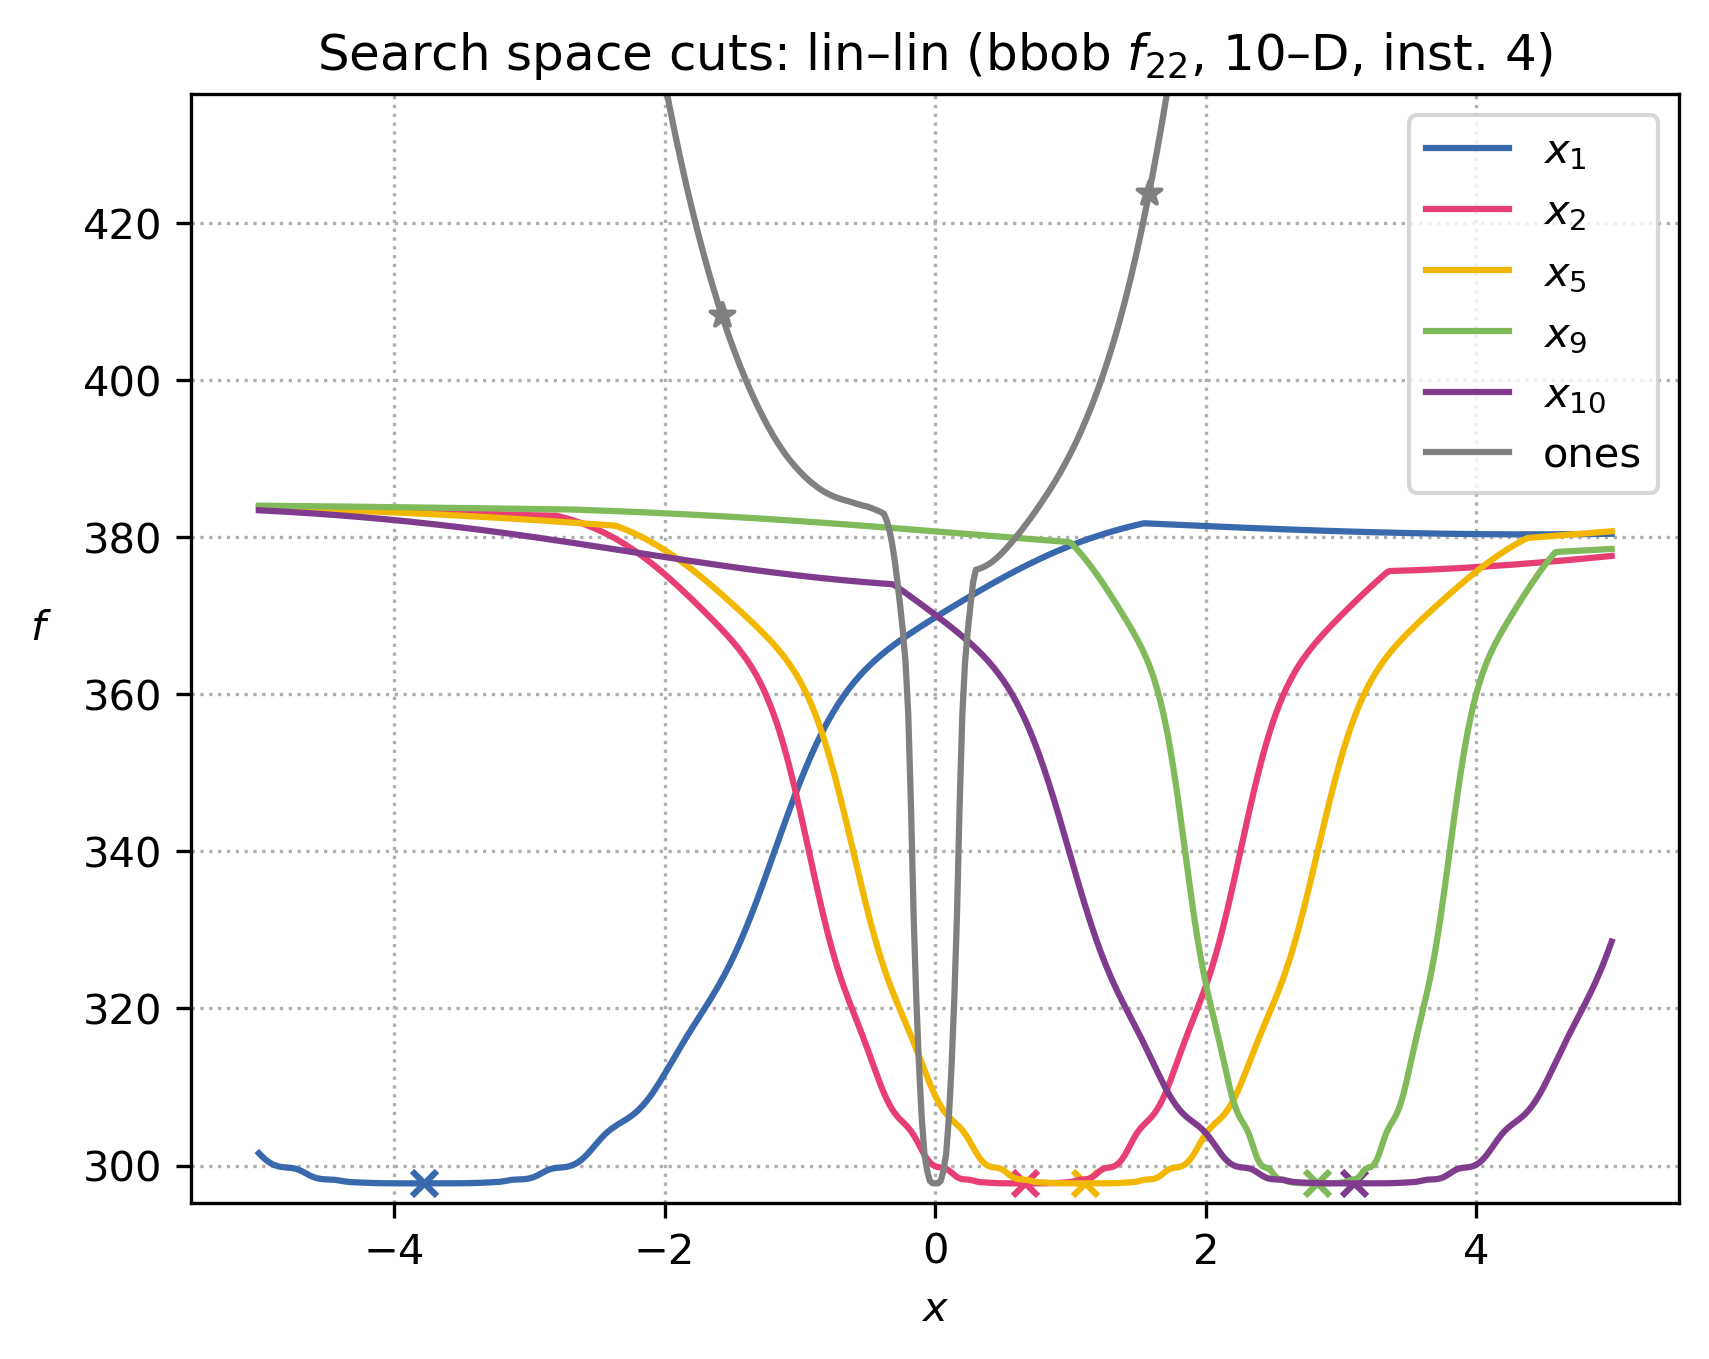 Search space cuts: lin–lin (bbob f₂₂, 10–D, inst. 4)
x₁
x₂
x₅
x₉
x₁₀
ones
420
400
380
360
340
320
300
f
−4
−2
0
2
4
x